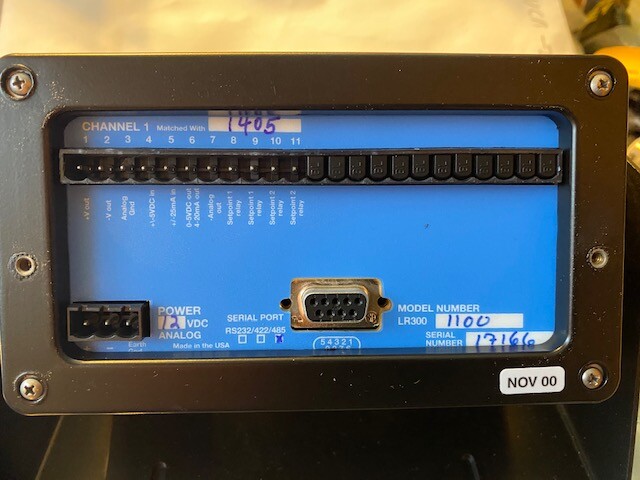 CHANNEL 1 Matched With 1405
1 2 3 4 5 6 7 8 9 10 11
+V out
-V out
Analog Gnd
+/-5VDC in
+/-25mA in
0-5VDC out
4-20mA out
-Analog out
Setpoint 1 relay
Setpoint 1 relay
Setpoint 2 relay
Setpoint 2 relay
POWER
12 VDC
ANALOG
Made in the USA
Earth
SERIAL PORT
RS232/422/485
54321
MODEL NUMBER
LR300 1100
SERIAL
NUMBER 17166
NOV 00